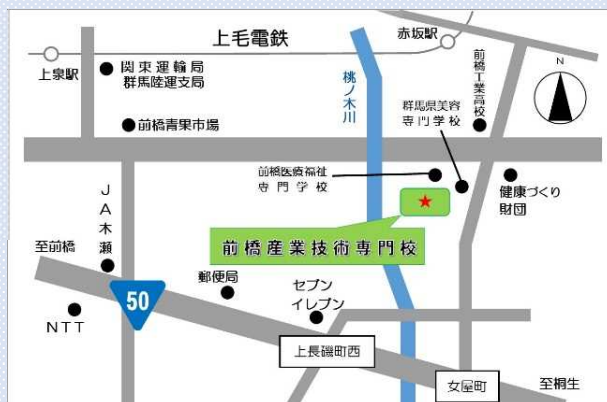 上毛電鉄
赤坂駅
上泉駅
関東運輸局
群馬陸運支局
前橋青果市場
桃ノ木川
前橋工業高校
N
群馬県美容
専門学校
前橋医療福祉
専門学校
健康づくり
財団
JA木瀬
前橋産業技術専門校
至前橋
50
郵便局
セブン
イレブン
NTT
上長磯町西
女屋町
至桐生